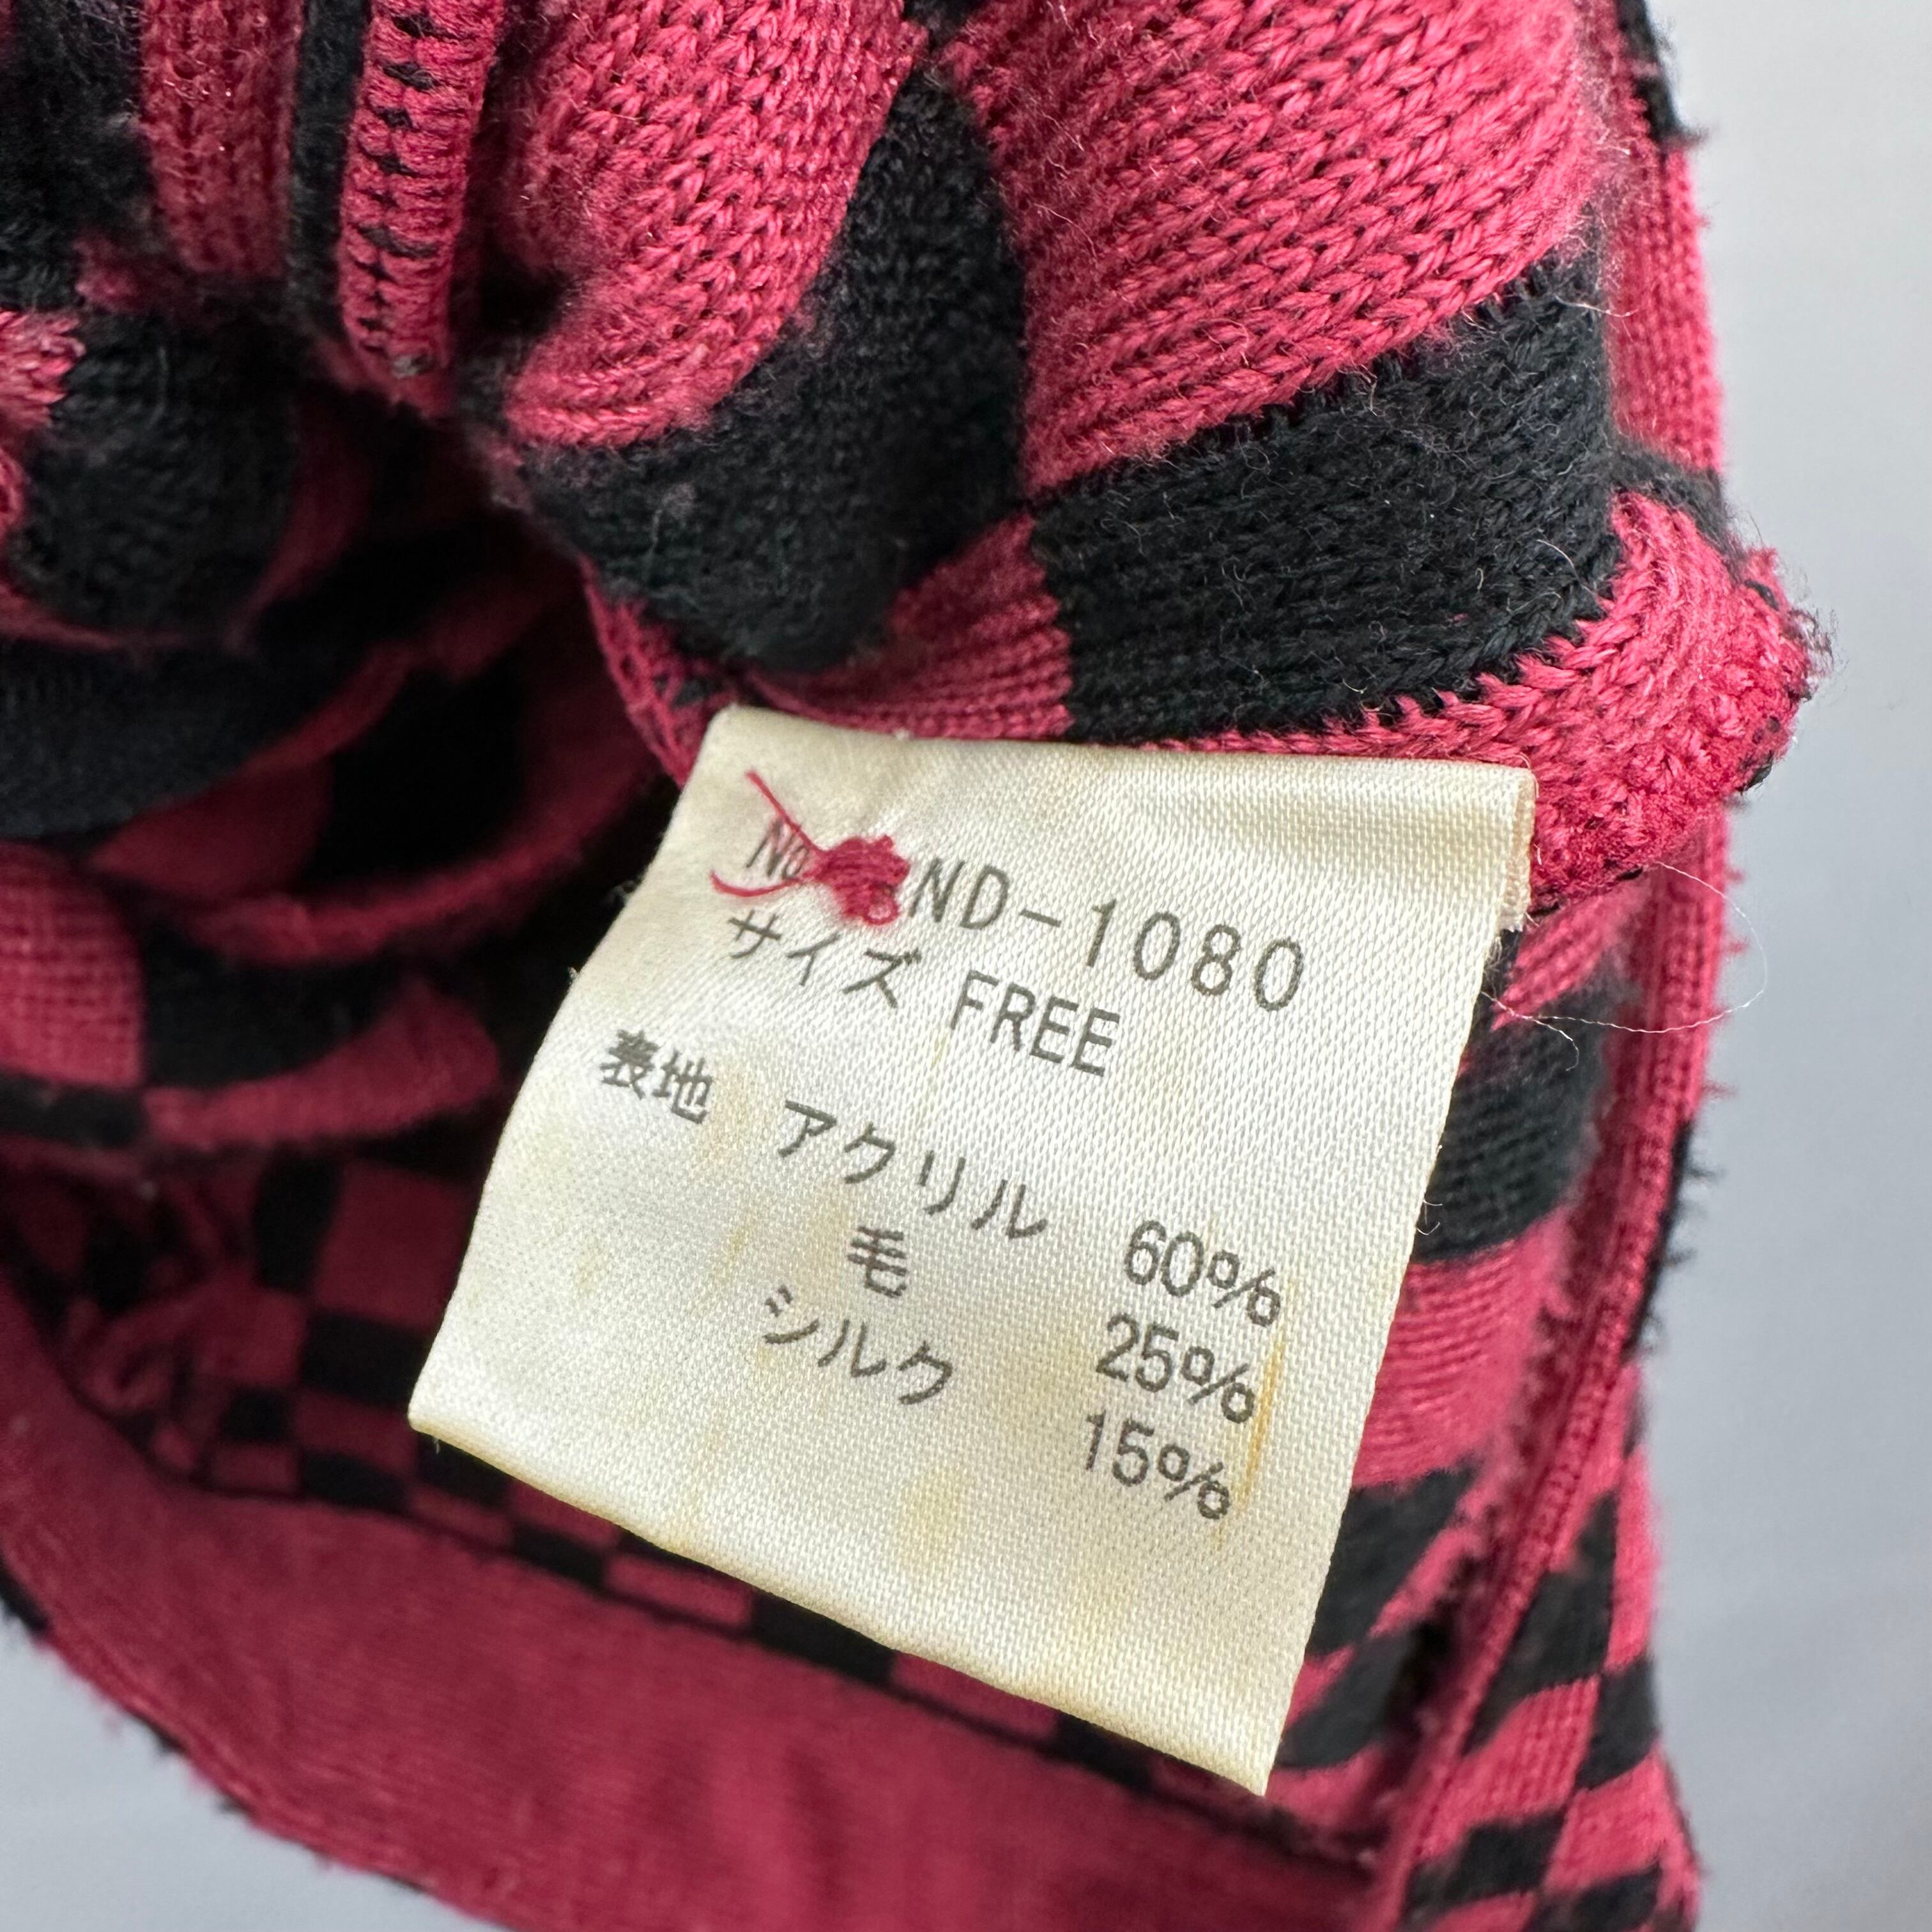 No. ND-1080
サイズ FREE
表地 アクリル 60%
毛 25%
シルク 15%